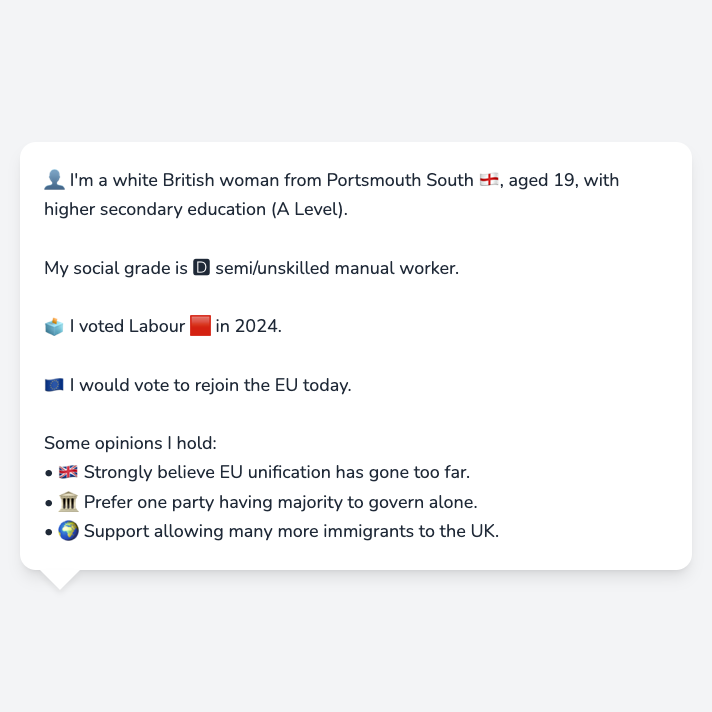 👤 I'm a white British woman from Portsmouth South 🏴󠁧󠁢󠁥󠁮󠁧󠁿, aged 19, with
higher secondary education (A Level).
My social grade is 🅳 semi/unskilled manual worker.
🗳️ I voted Labour 🟥 in 2024.
🇪🇺 I would vote to rejoin the EU today.
Some opinions I hold:
• 🇬🇧 Strongly believe EU unification has gone too far.
• 🏛️ Prefer one party having majority to govern alone.
• 🌍 Support allowing many more immigrants to the UK.